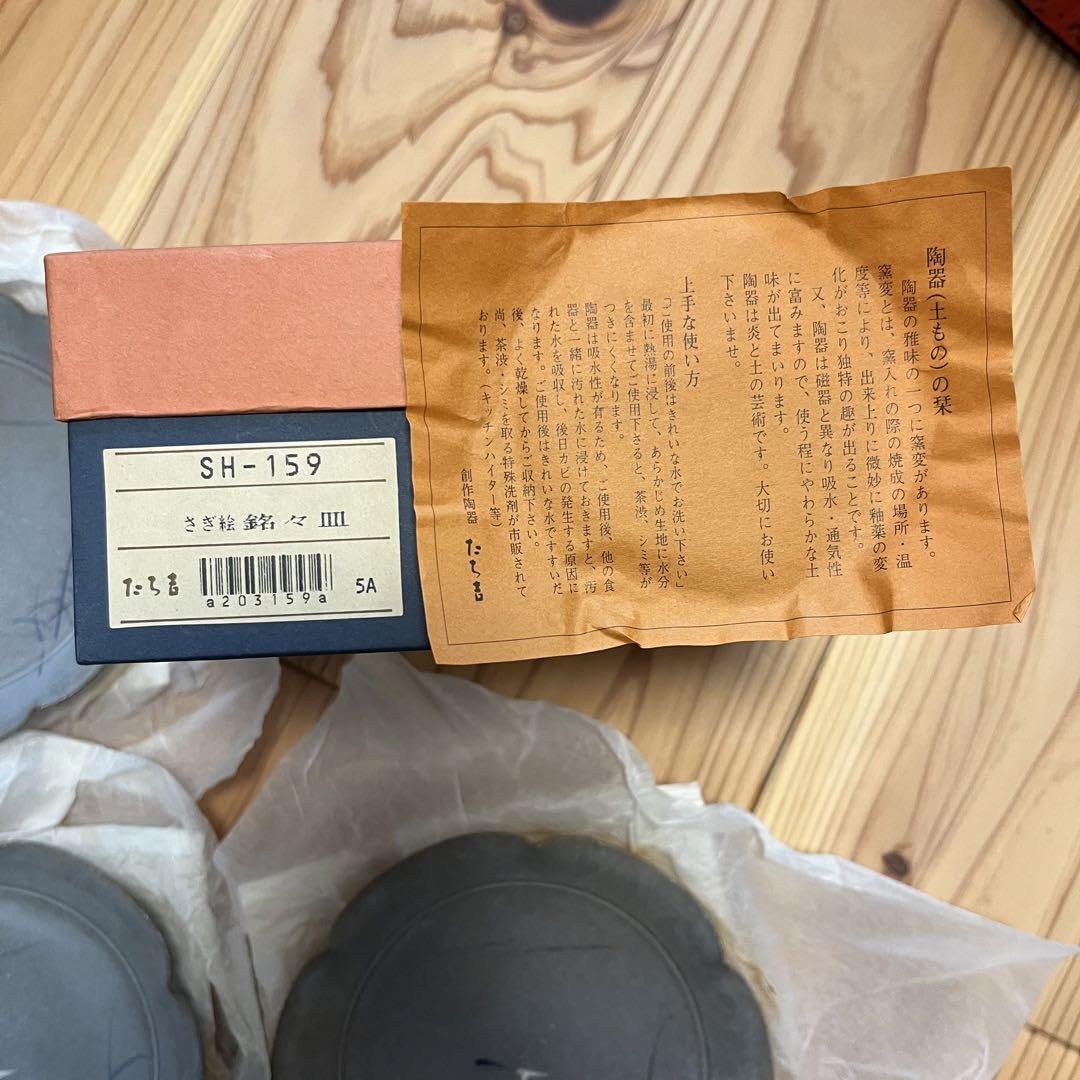 SH-159
さぎ絵 銘々皿
たち吉
a203159a
5A
陶器(土もの)の栞
陶器の雅味の一つに窯変があります。
窯変とは、窯入れの際の焼成の場所・温
度等により、出来上りに微妙に釉薬の変
化がおこり独特の趣が出ることです。
又、陶器は磁器と異なり吸水・通気性
に富みますので、使う程にやわらかな土
味が出てまいります。
陶器は炎と土の芸術です。大切にお使い
下さいませ。
上手な使い方
「ご使用の前後はきれいな水でお洗い下さい」
最初に熱湯に浸して、あらかじめ生地に水分
を含ませてご使用下さると、茶渋、シミ等が
つきにくくなります。
陶器は吸水性が有るため、ご使用後、他の食
器と一緒に汚れた水に浸けておきますと、汚
れた水を吸収し、後日カビの発生する原因に
なります。ご使用後はきれいな水ですすいだ
後、よく乾燥してからご収納下さい。
尚、茶渋・シミを取る特殊洗剤が市販されて
おります。(キッチンハイター等)
創作陶器 たち吉